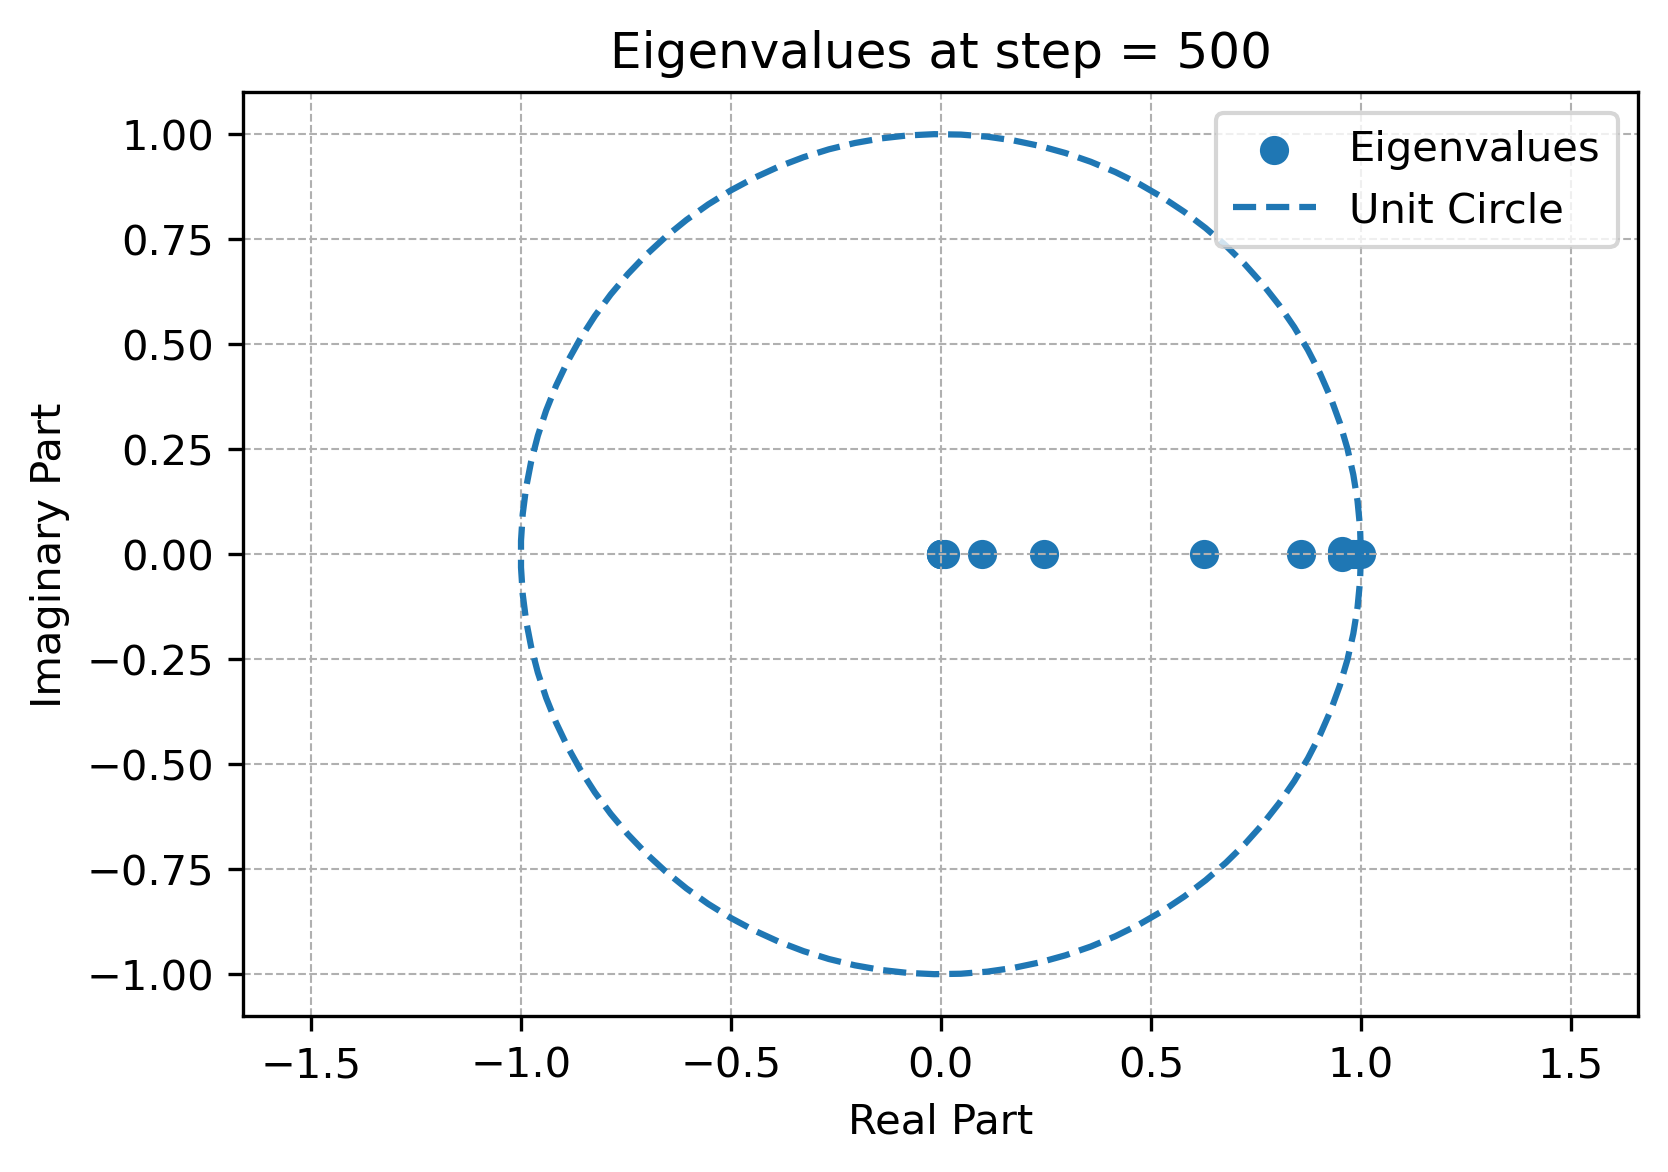 Eigenvalues at step = 500
Eigenvalues
Unit Circle
1.00
0.75
0.50
0.25
0.00
−0.25
−0.50
−0.75
−1.00
Imaginary Part
−1.5 −1.0 −0.5 0.0 0.5 1.0 1.5
Real Part